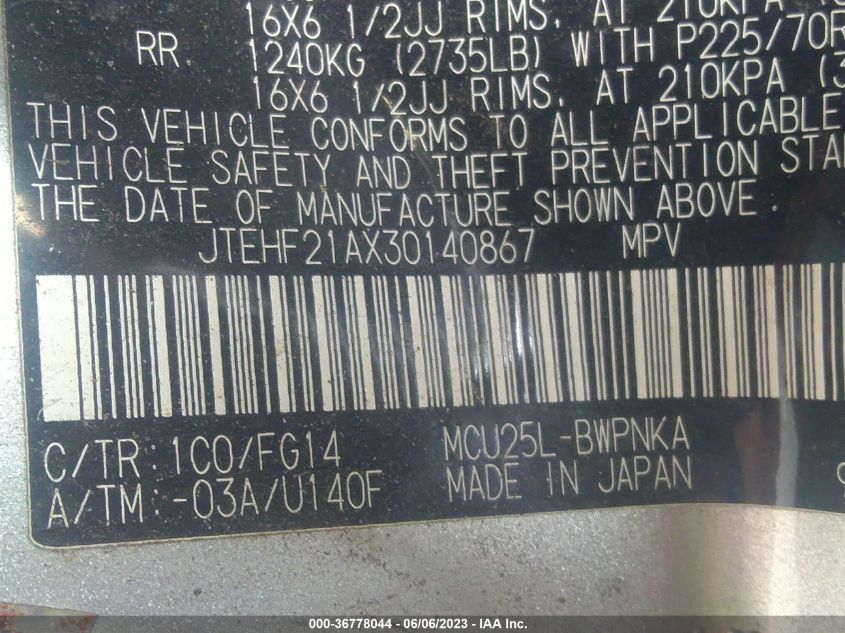 16X6 1/2JJ RIMS, AT 210KPA
RR 1240KG (2735LB) WITH P225/70R
16X6 1/2JJ RIMS, AT 210KPA (3
THIS VEHICLE CONFORMS TO ALL APPLICABLE
VEHICLE SAFETY AND THEFT PREVENTION STA
THE DATE OF MANUFACTURE SHOWN ABOVE.
JTEHF21AX30140867 MPV
C/TR:1C0/FG14 MCU25L-BWPNKA
A/TM:-03A/U140F MADE IN JAPAN
000-36778044 - 06/06/2023 - IAA Inc.